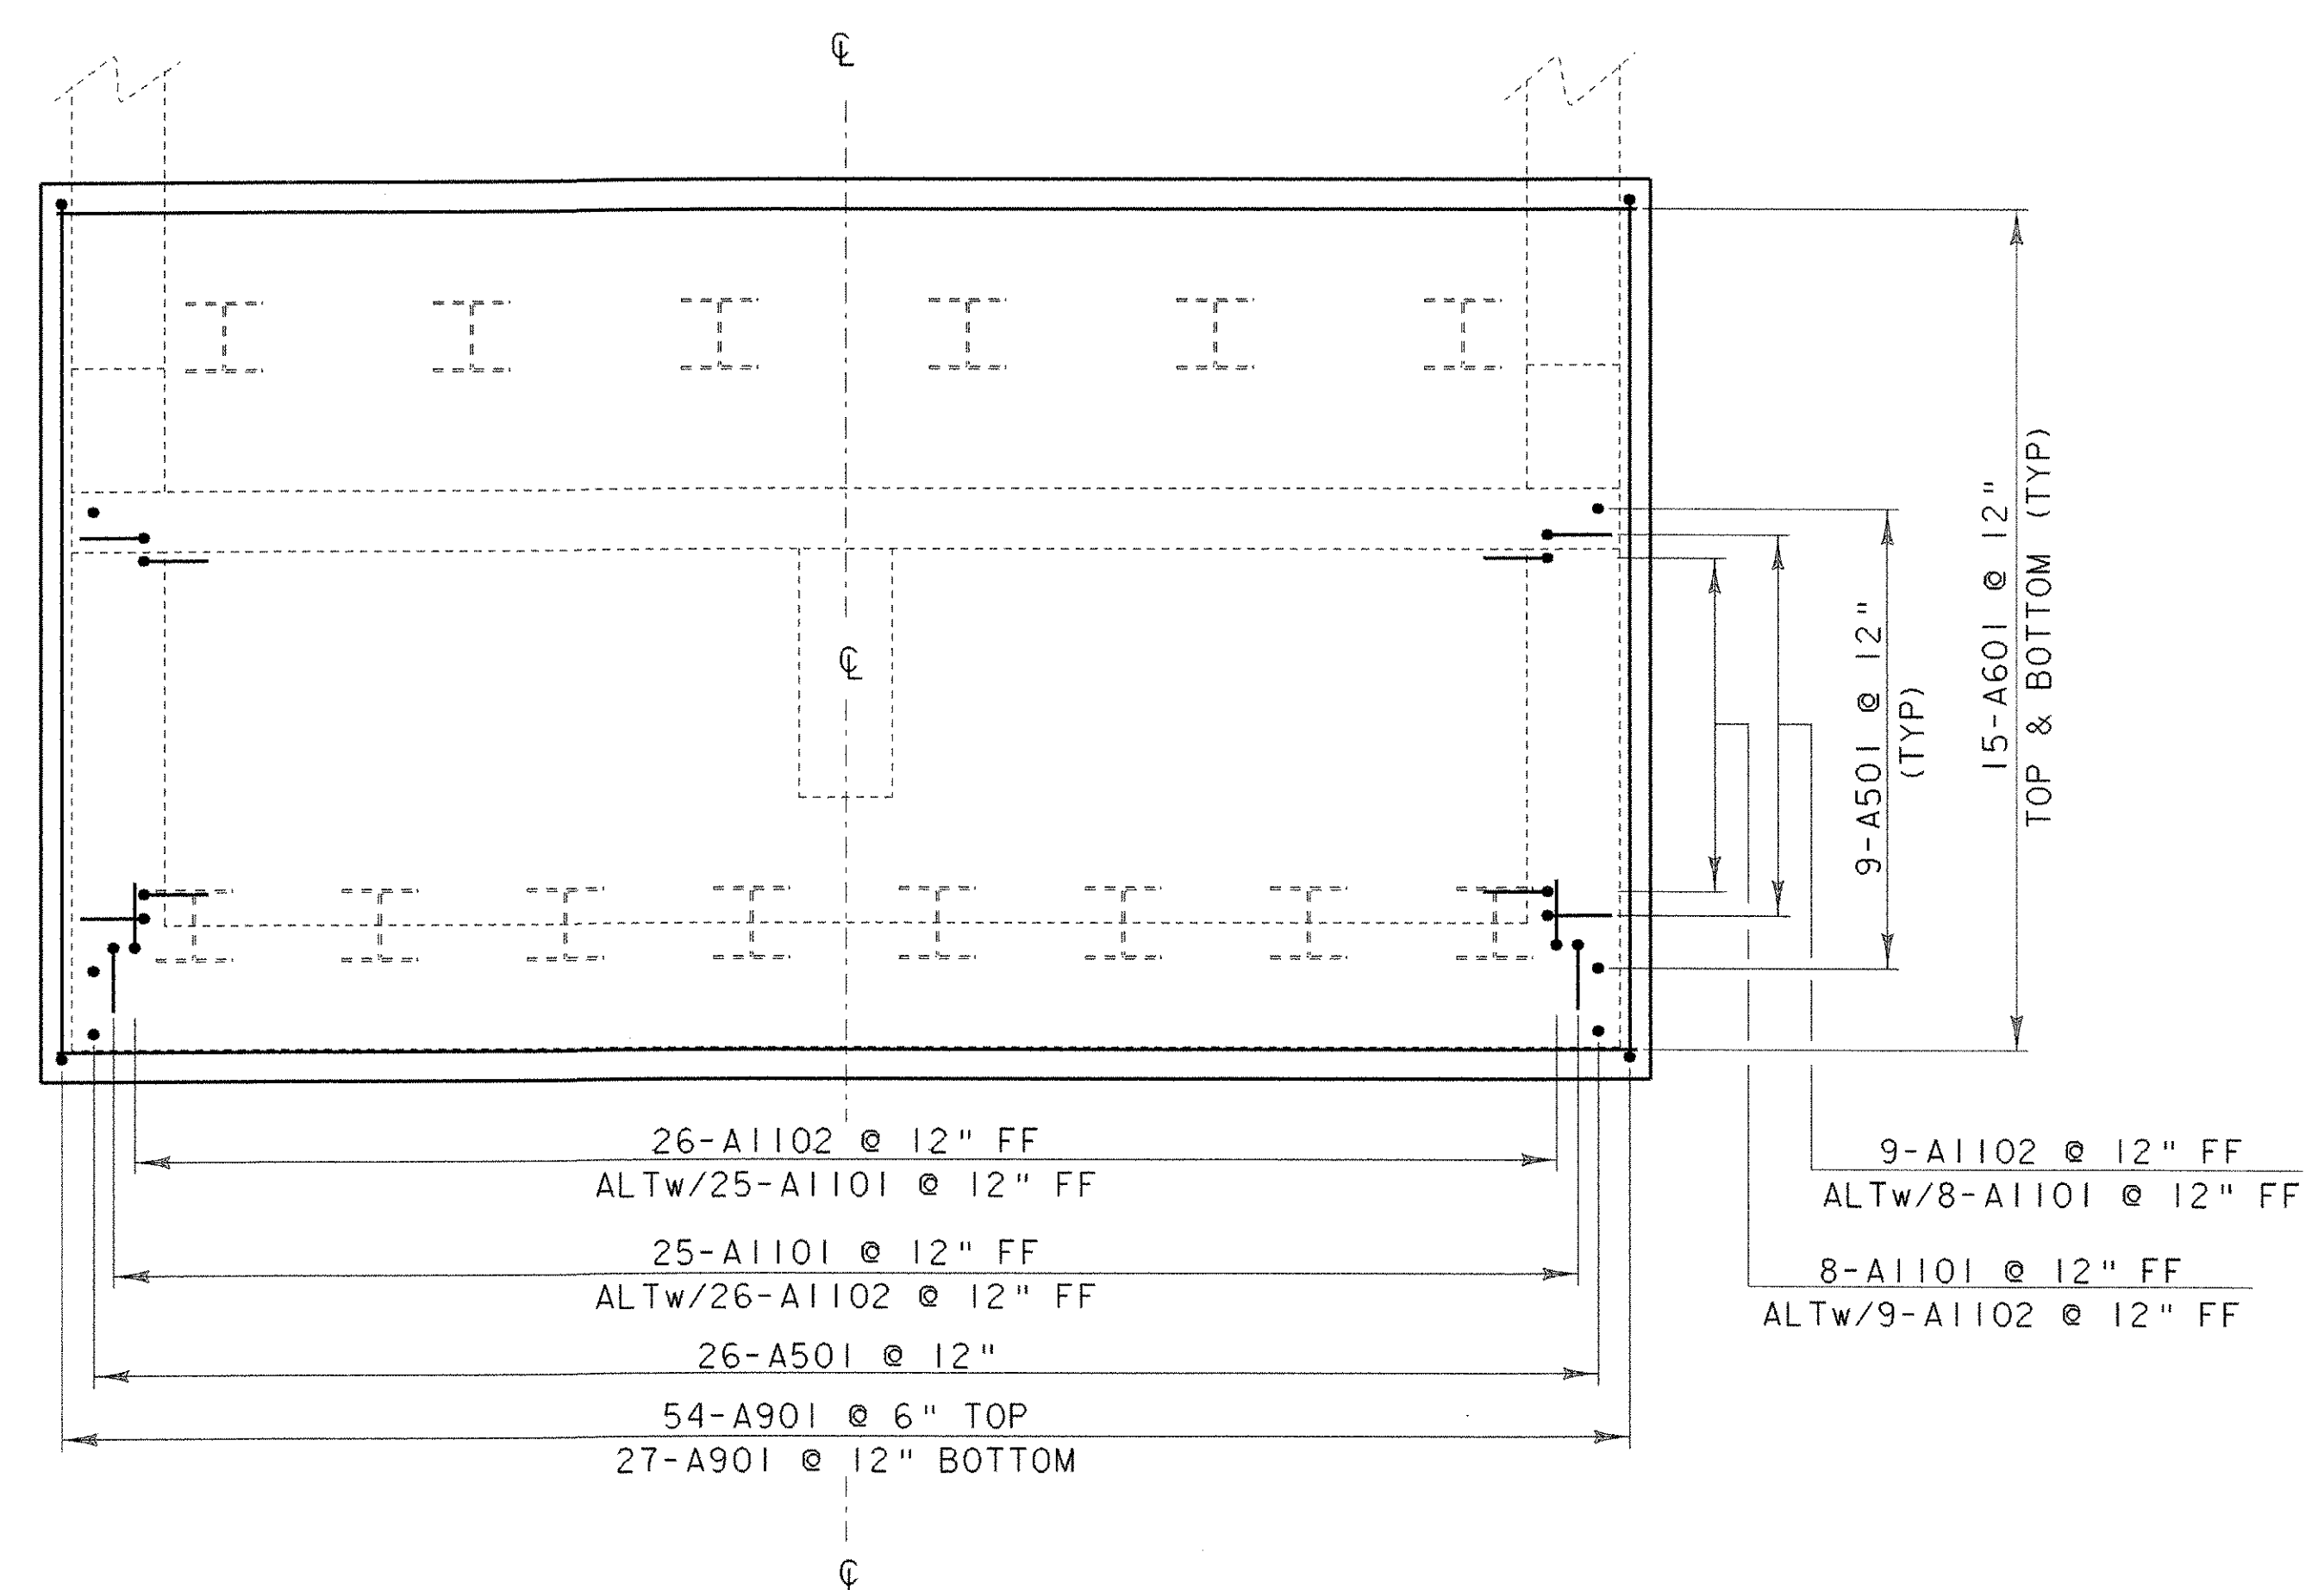 ℄
℄
9-A501 @ 12"
(TYP)
15-A601 @ 12"
TOP & BOTTOM (TYP)
26-A1102 @ 12" FF
ALTw/25-A1101 @ 12" FF
25-A1101 @ 12" FF
ALTw/26-A1102 @ 12" FF
26-A501 @ 12"
54-A901 @ 6" TOP
27-A901 @ 12" BOTTOM
9-A1102 @ 12" FF
ALTw/8-A1101 @ 12" FF
8-A1101 @ 12" FF
ALTw/9-A1102 @ 12" FF
℄